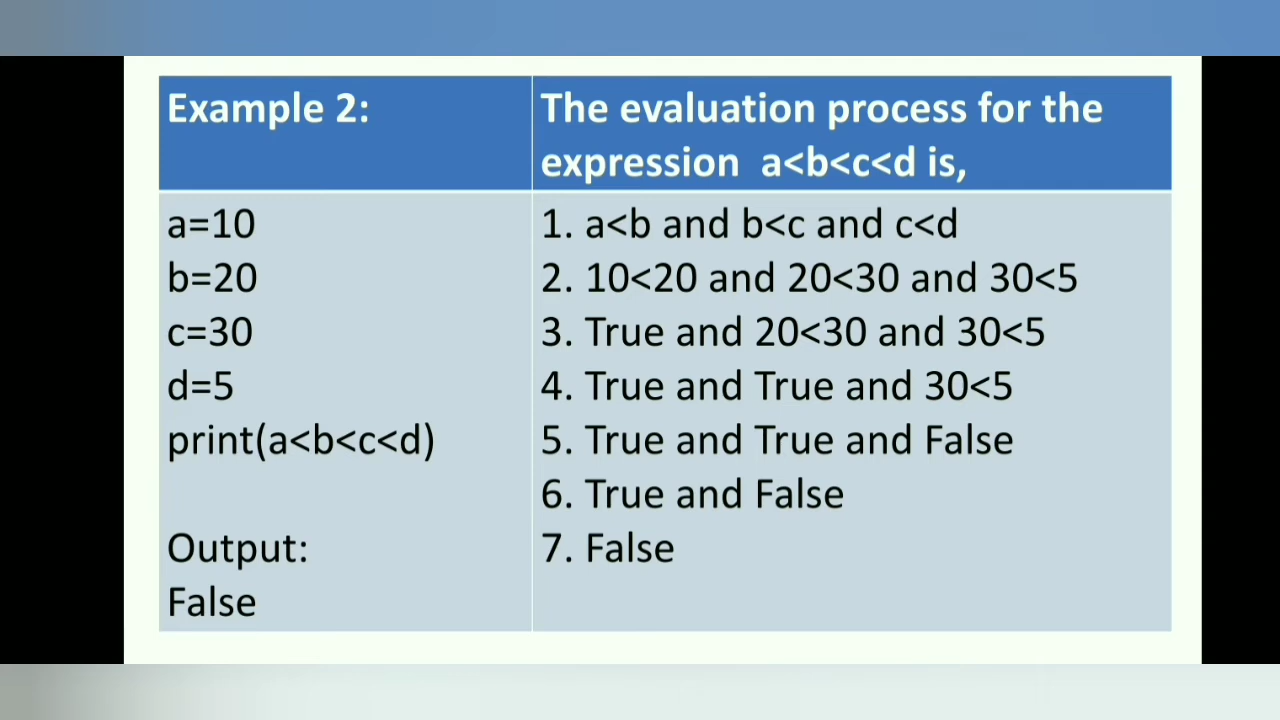 Example 2:
The evaluation process for the
expression a<b<c<d is,
a=10
b=20
c=30
d=5
print(a<b<c<d)
Output:
False
1. a<b and b<c and c<d
2. 10<20 and 20<30 and 30<5
3. True and 20<30 and 30<5
4. True and True and 30<5
5. True and True and False
6. True and False
7. False